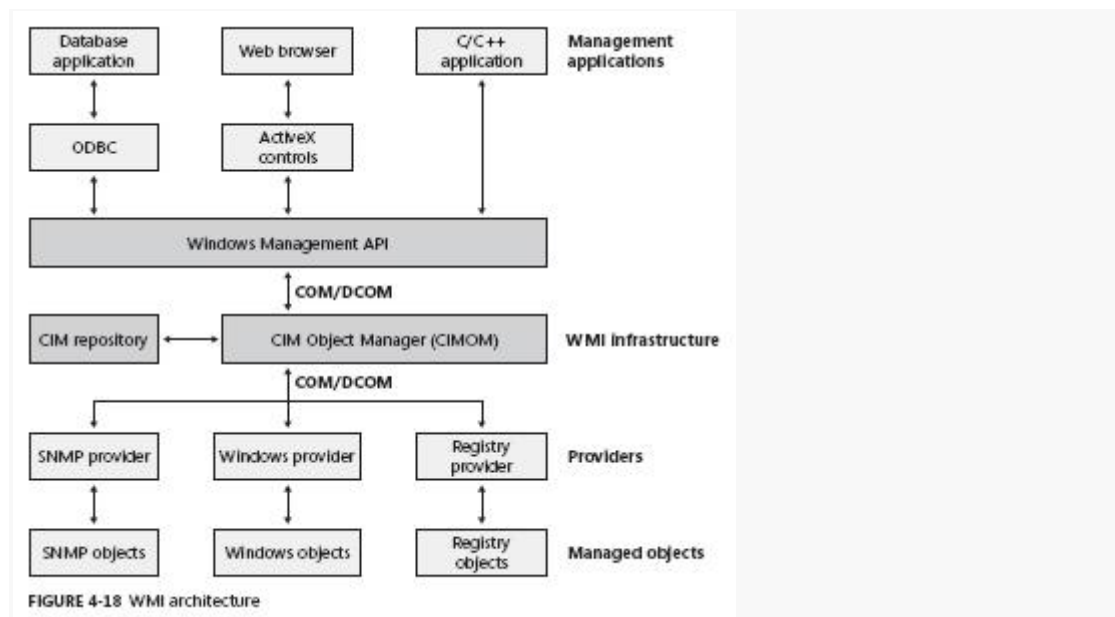 Database
application
Web browser
C/C++
application
Management
applications
ODBC
ActiveX
controls
Windows Management API
COM/DCOM
CIM repository
CIM Object Manager (CIMOM)
WMI infrastructure
COM/DCOM
SNMP provider
Windows provider
Registry
provider
Providers
SNMP objects
Windows objects
Registry
objects
Managed objects
FIGURE 4-18 WMI architecture